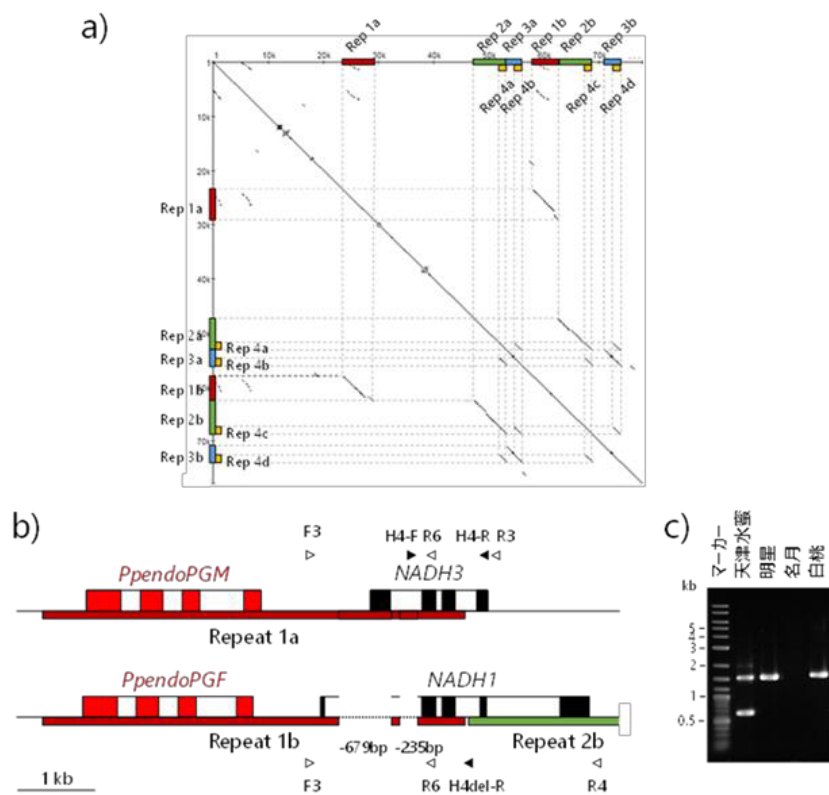 a)
Rep 1a
Rep 2a
Rep 3a
Rep 1b
Rep 2b
Rep 3b
1
10k
20k
30k
40k
70k
Rep 4a
Rep 4b
Rep 4c
Rep 4d
1
10k
20k
Rep 1a
30k
40k
Rep 2a
Rep 4a
Rep 3a
Rep 4b
Rep 1b
Rep 2b
Rep 4c
70k
Rep 3b
Rep 4d
b)
F3
H4-F
R6
H4-R
R3
PpendoPGM
NADH3
Repeat 1a
PpendoPGF
NADH1
Repeat 1b
-679bp
-235bp
Repeat 2b
1 kb
F3
R6
H4del-R
R4
c)
マーカー
天津水蜜
明星
名月
白桃
kb
5
4
3
2
1
0.5